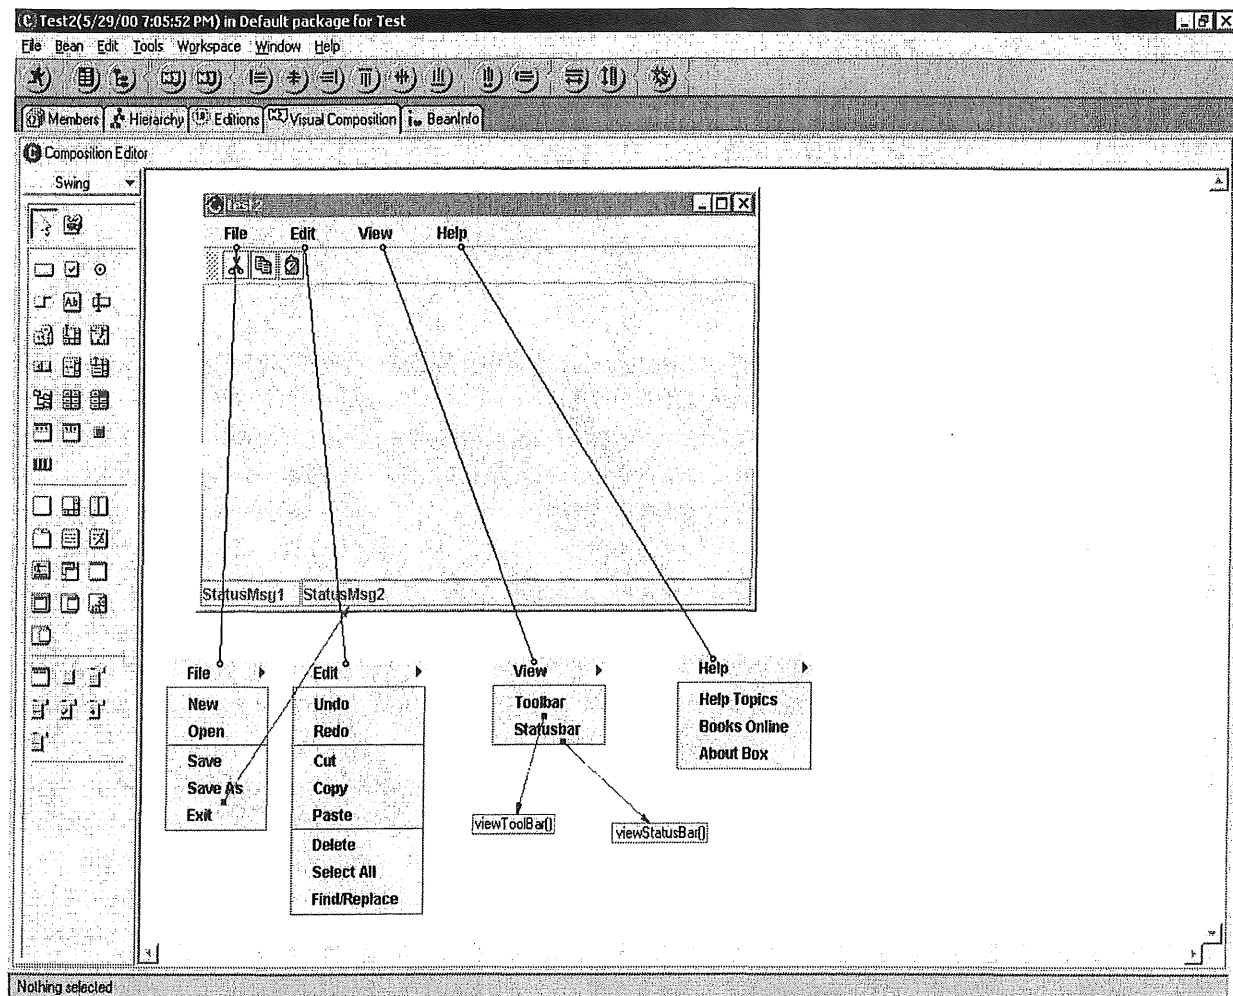 Test2(5/29/00 7:05:52 PM) in Default package for Test
File Bean Edit Tools Workspace Window Help
Members Hierarchy Editions Visual Composition BeanInfo
Composition Editor
Swing
Test2
File Edit View Help
StatusMsg1 StatusMsg2
File
New
Open
Save
Save As
Exit
Edit
Undo
Redo
Cut
Copy
Paste
Delete
Select All
Find/Replace
View
Toolbar
Statusbar
Help
Help Topics
Books Online
About Box
viewToolBar()
viewStatusBar()
Nothing selected